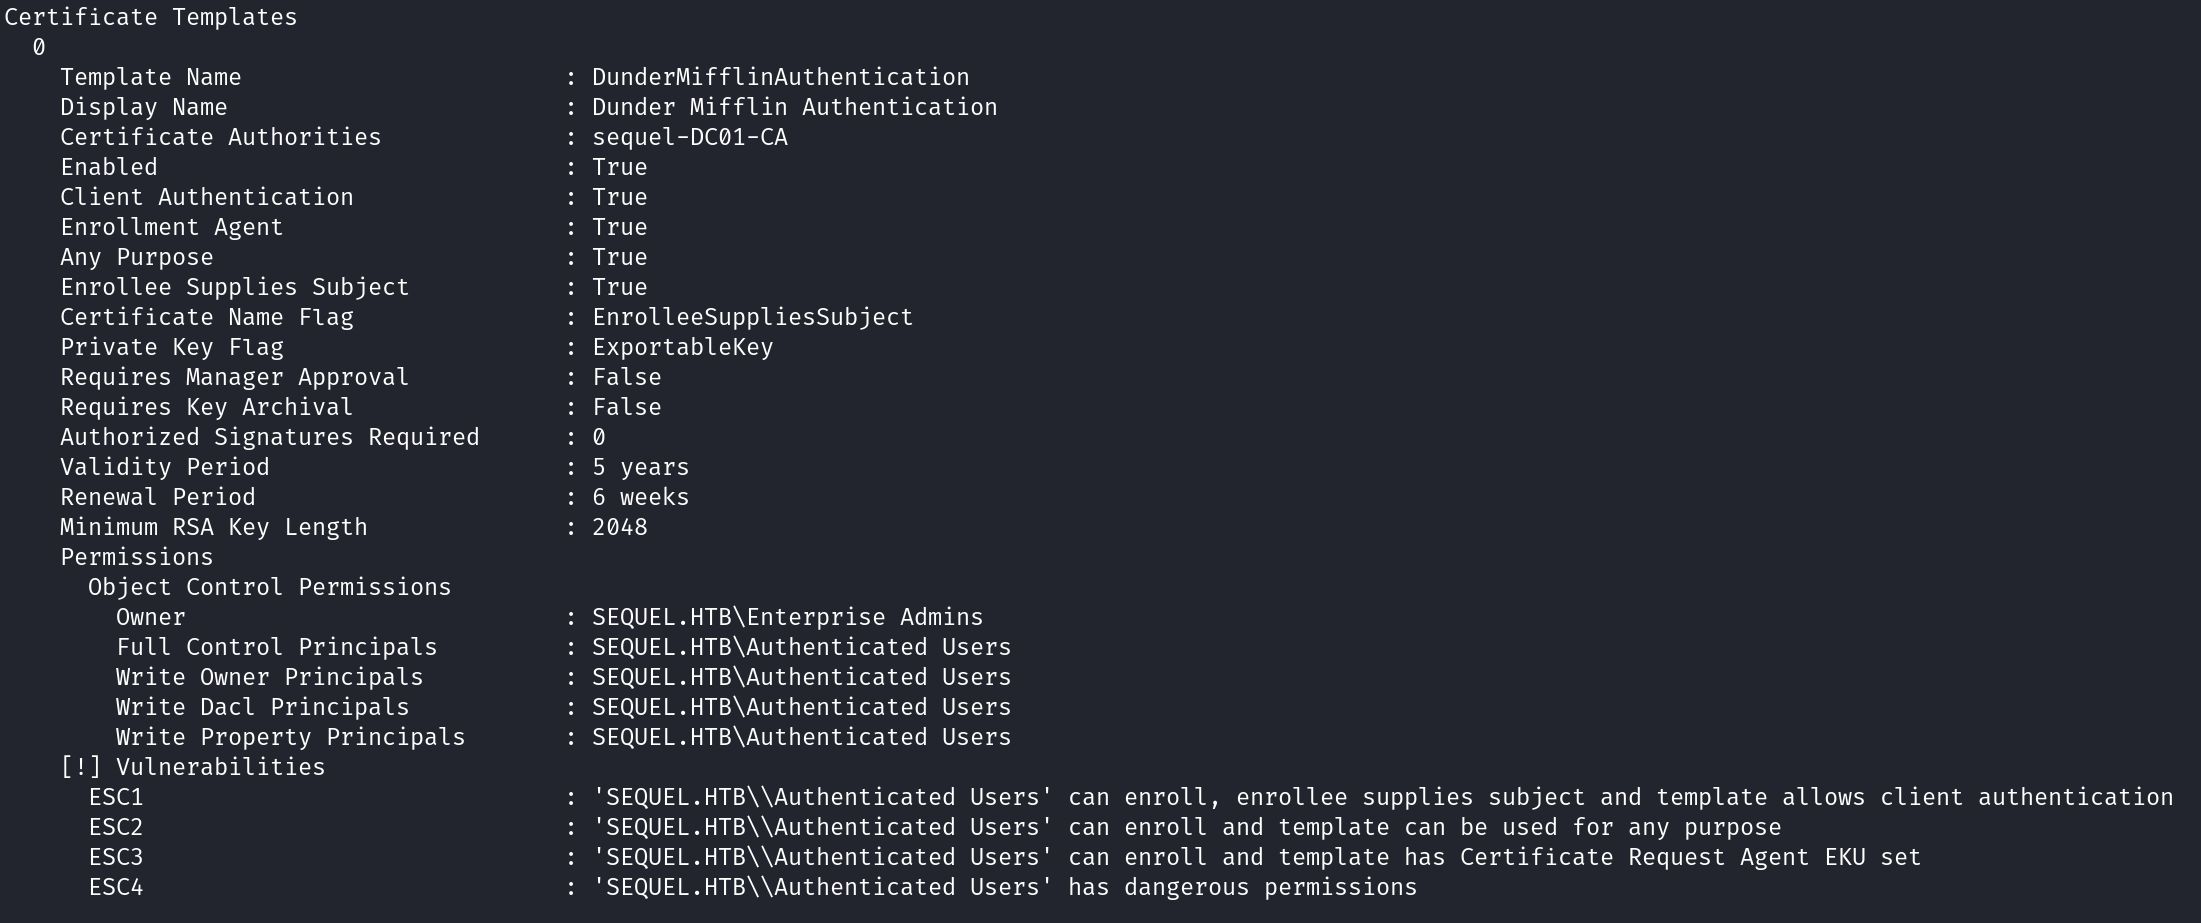 Certificate Templates
  0
    Template Name                       : DunderMifflinAuthentication
    Display Name                        : Dunder Mifflin Authentication
    Certificate Authorities             : sequel-DC01-CA
    Enabled                             : True
    Client Authentication               : True
    Enrollment Agent                    : True
    Any Purpose                         : True
    Enrollee Supplies Subject           : True
    Certificate Name Flag               : EnrolleeSuppliesSubject
    Private Key Flag                    : ExportableKey
    Requires Manager Approval           : False
    Requires Key Archival               : False
    Authorized Signatures Required      : 0
    Validity Period                     : 5 years
    Renewal Period                      : 6 weeks
    Minimum RSA Key Length              : 2048
    Permissions
      Object Control Permissions
        Owner                           : SEQUEL.HTB\Enterprise Admins
        Full Control Principals         : SEQUEL.HTB\Authenticated Users
        Write Owner Principals          : SEQUEL.HTB\Authenticated Users
        Write Dacl Principals           : SEQUEL.HTB\Authenticated Users
        Write Property Principals       : SEQUEL.HTB\Authenticated Users
    [!] Vulnerabilities
      ESC1                              : 'SEQUEL.HTB\\Authenticated Users' can enroll, enrollee supplies subject and template allows client authentication
      ESC2                              : 'SEQUEL.HTB\\Authenticated Users' can enroll and template can be used for any purpose
      ESC3                              : 'SEQUEL.HTB\\Authenticated Users' can enroll and template has Certificate Request Agent EKU set
      ESC4                              : 'SEQUEL.HTB\\Authenticated Users' has dangerous permissions